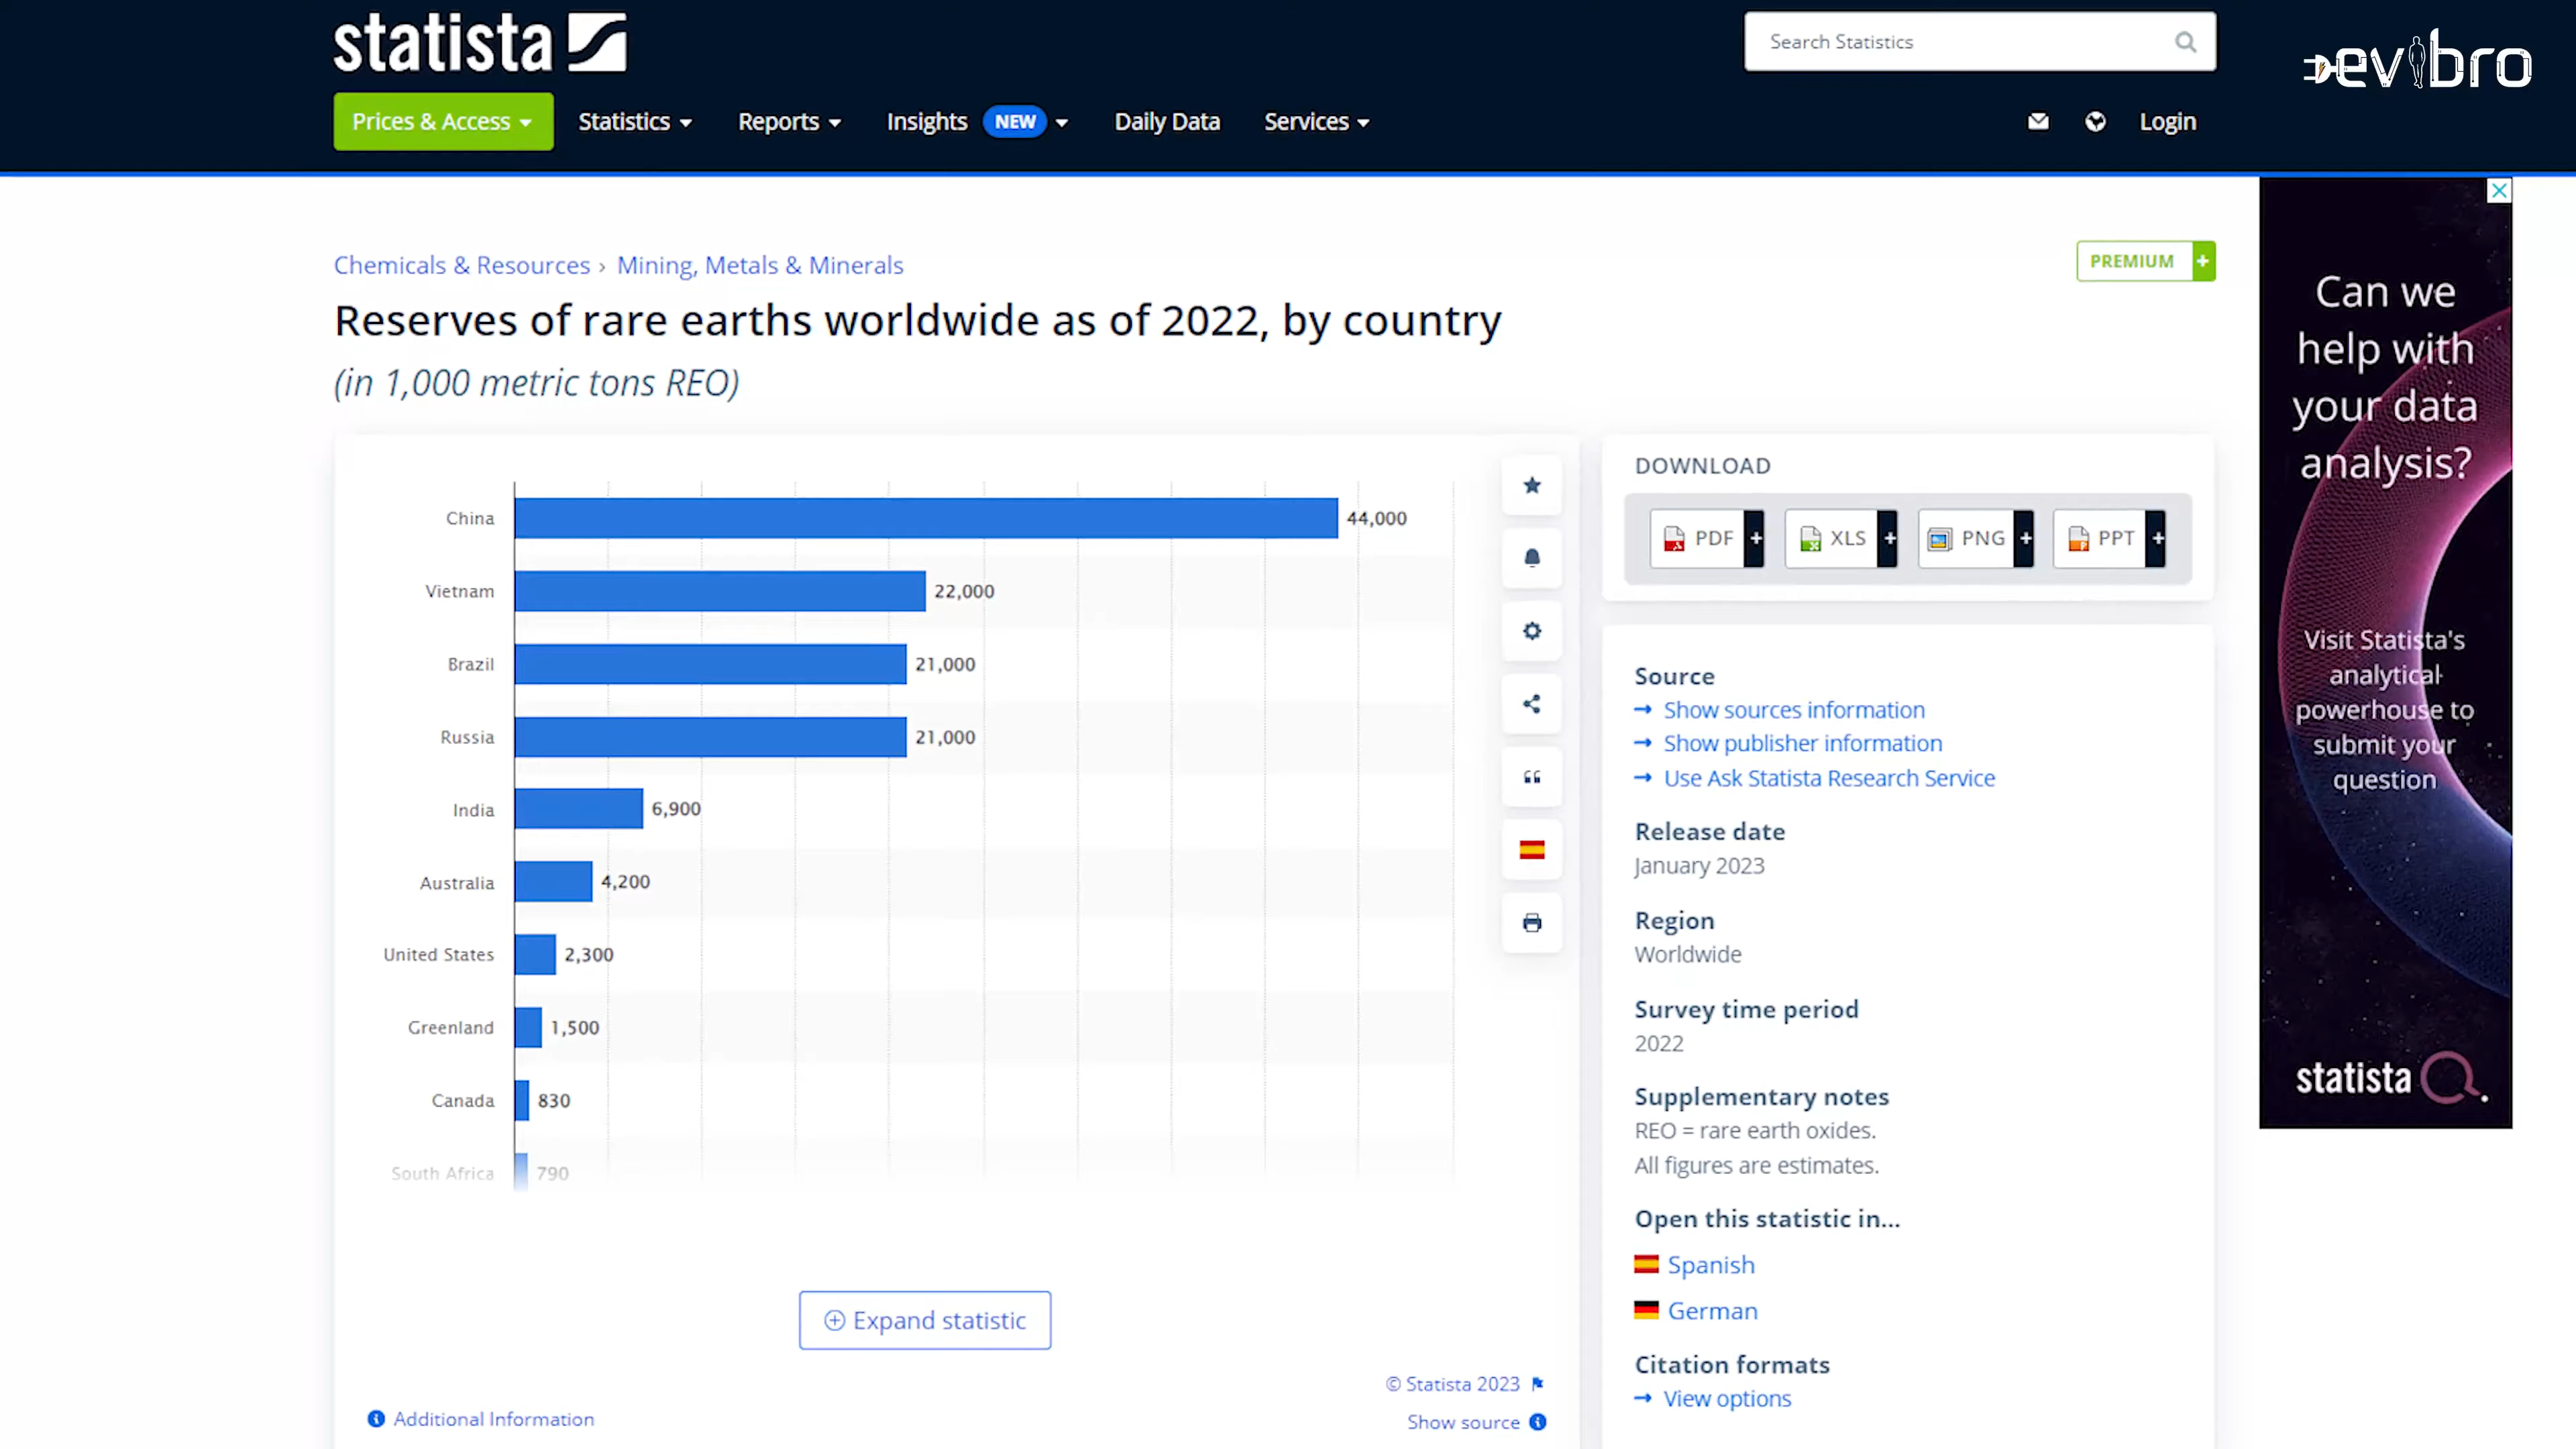 statista
Search Statistics
evibro
Prices & Access
Statistics
Reports
Insights NEW
Daily Data
Services
Login
Chemicals & Resources › Mining, Metals & Minerals
PREMIUM +
Reserves of rare earths worldwide as of 2022, by country
(in 1,000 metric tons REO)
China 44,000
Vietnam 22,000
Brazil 21,000
Russia 21,000
India 6,900
Australia 4,200
United States 2,300
Greenland 1,500
Canada 830
South Africa 790
Expand statistic
Additional Information
© Statista 2023
Show source
DOWNLOAD
PDF + XLS + PNG + PPT +
Source
→ Show sources information
→ Show publisher information
→ Use Ask Statista Research Service
Release date
January 2023
Region
Worldwide
Survey time period
2022
Supplementary notes
REO = rare earth oxides.
All figures are estimates.
Open this statistic in...
Spanish
German
Citation formats
→ View options
Can we
help with
your data
analysis?
Visit Statista's
analytical
powerhouse to
submit your
question
statista